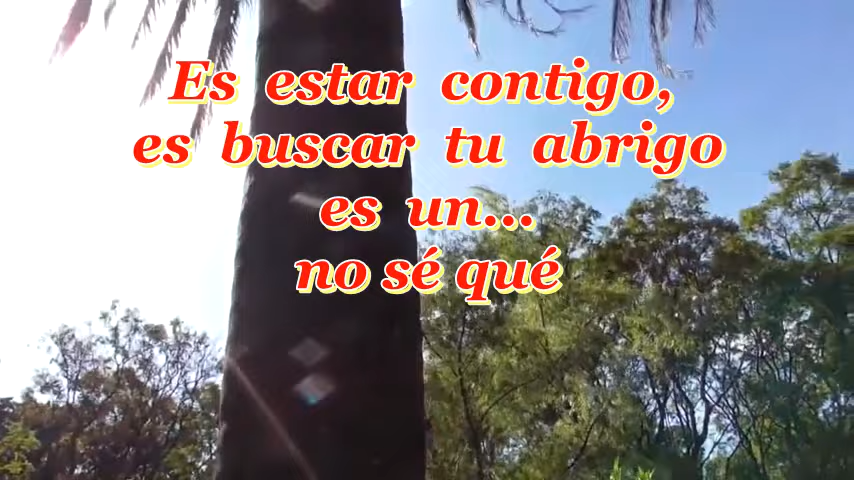 Es estar contigo,
es buscar tu abrigo
es un...
no sé qué